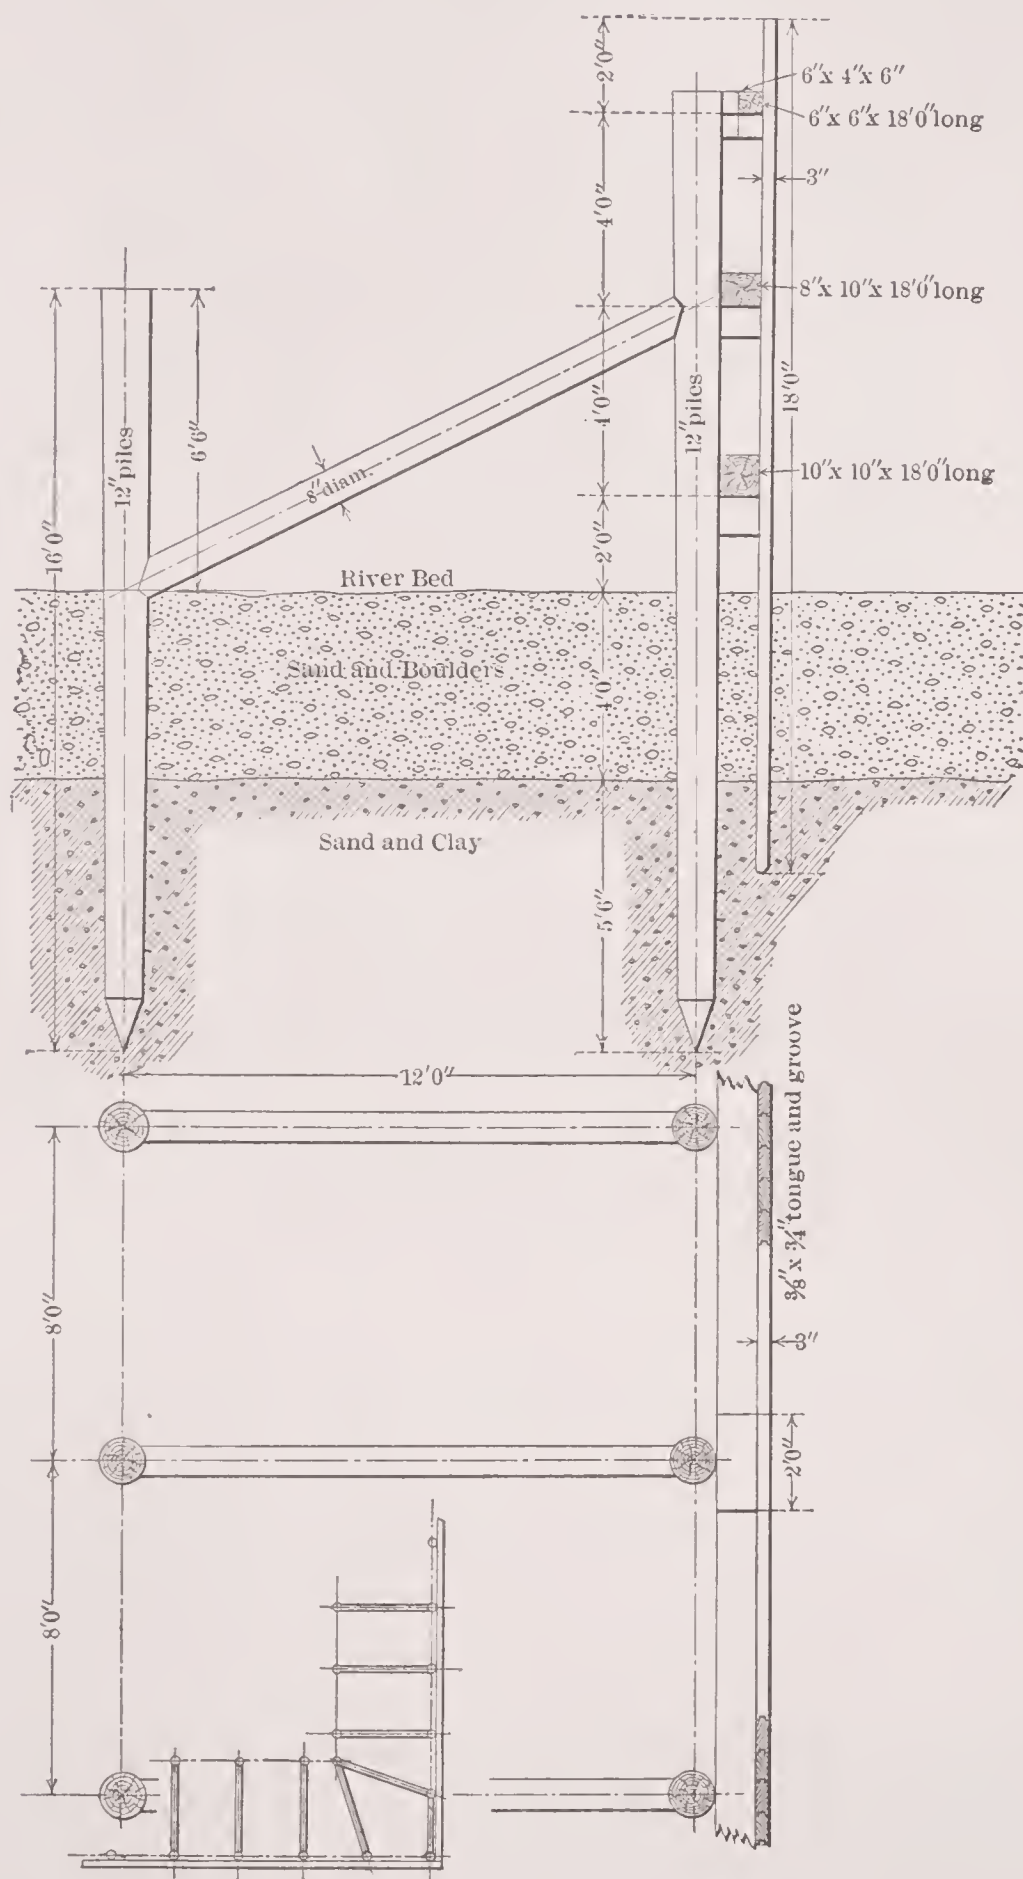 2'0"
6"x 4"x 6"
6"x 6"x 18'0"long
4'0"
3"
8"x 10"x 18'0"long
12"piles
6'6"
12"piles
18'0"
4'0"
8"diam.
10"x 10"x 18'0"long
16'0"
2'0"
River Bed
Sand and Boulders
4'0"
Sand and Clay
5'6"
12'0"
3/8"x 3/4"tongue and groove
8'0"
3"
2'0"
8'0"